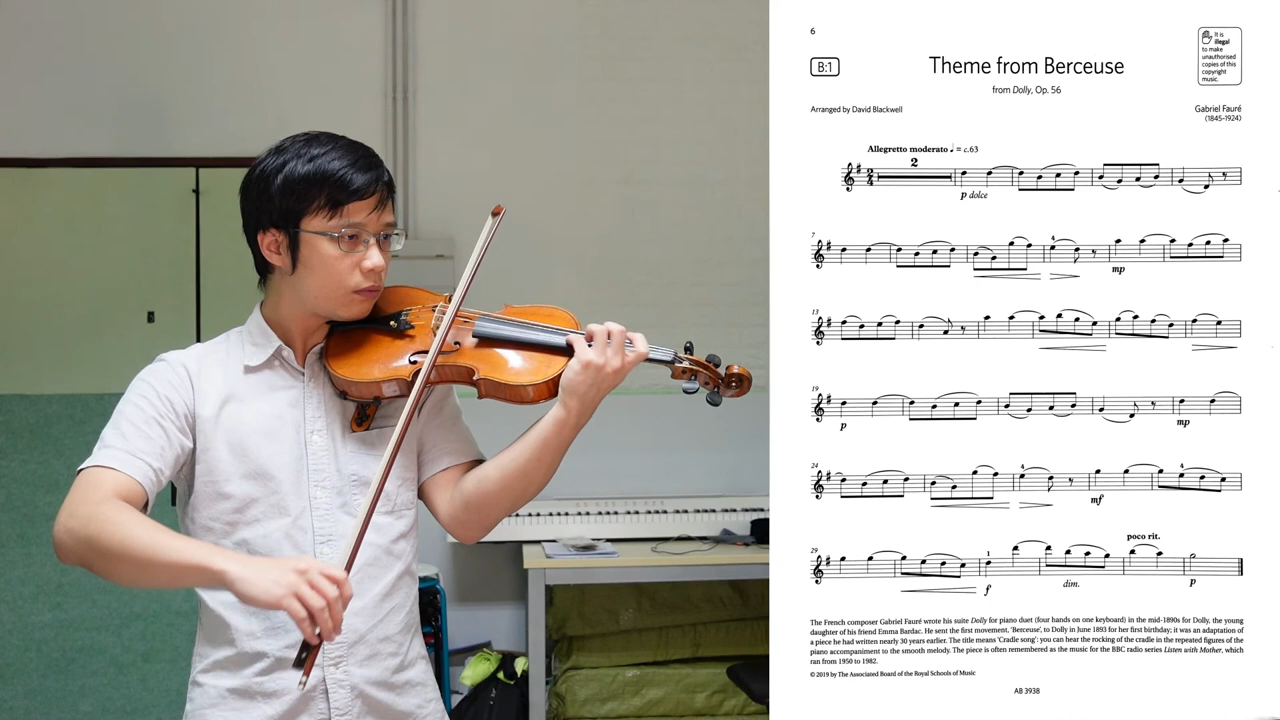 6
It is
illegal
to make
unauthorised
copies of this
copyright
music.
B:1
Theme from Berceuse
from Dolly, Op. 56
Arranged by David Blackwell
Gabriel Fauré
(1845–1924)
Allegretto moderato ♩ = c.63
2
2
4
p dolce
7
4
mp
13
19
p
mp
24
4
4
mf
poco rit.
29
1
f
dim.
p
The French composer Gabriel Fauré wrote his suite Dolly for piano duet (four hands on one keyboard) in the mid-1890s for Dolly, the young
daughter of his friend Emma Bardac. He sent the first movement, 'Berceuse', to Dolly in June 1893 for her first birthday; it was an adaptation of
a piece he had written nearly 30 years earlier. The title means 'Cradle song': you can hear the rocking of the cradle in the repeated figures of the
piano accompaniment to the smooth melody. The piece is often remembered as the music for the BBC radio series Listen with Mother, which
ran from 1950 to 1982.
© 2019 by The Associated Board of the Royal Schools of Music
AB 3938